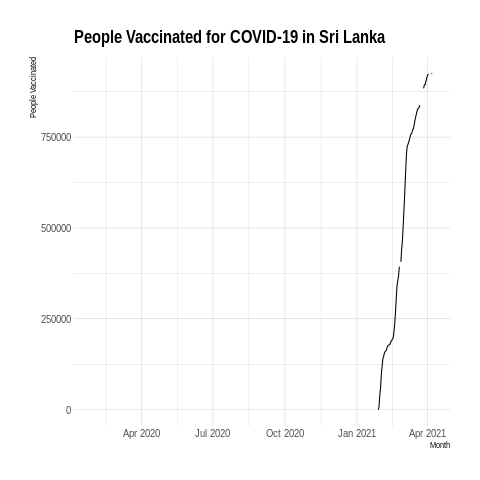 People Vaccinated for COVID-19 in Sri Lanka
People Vaccinated
750000
500000
250000
0
Apr 2020 Jul 2020 Oct 2020 Jan 2021 Apr 2021
Month